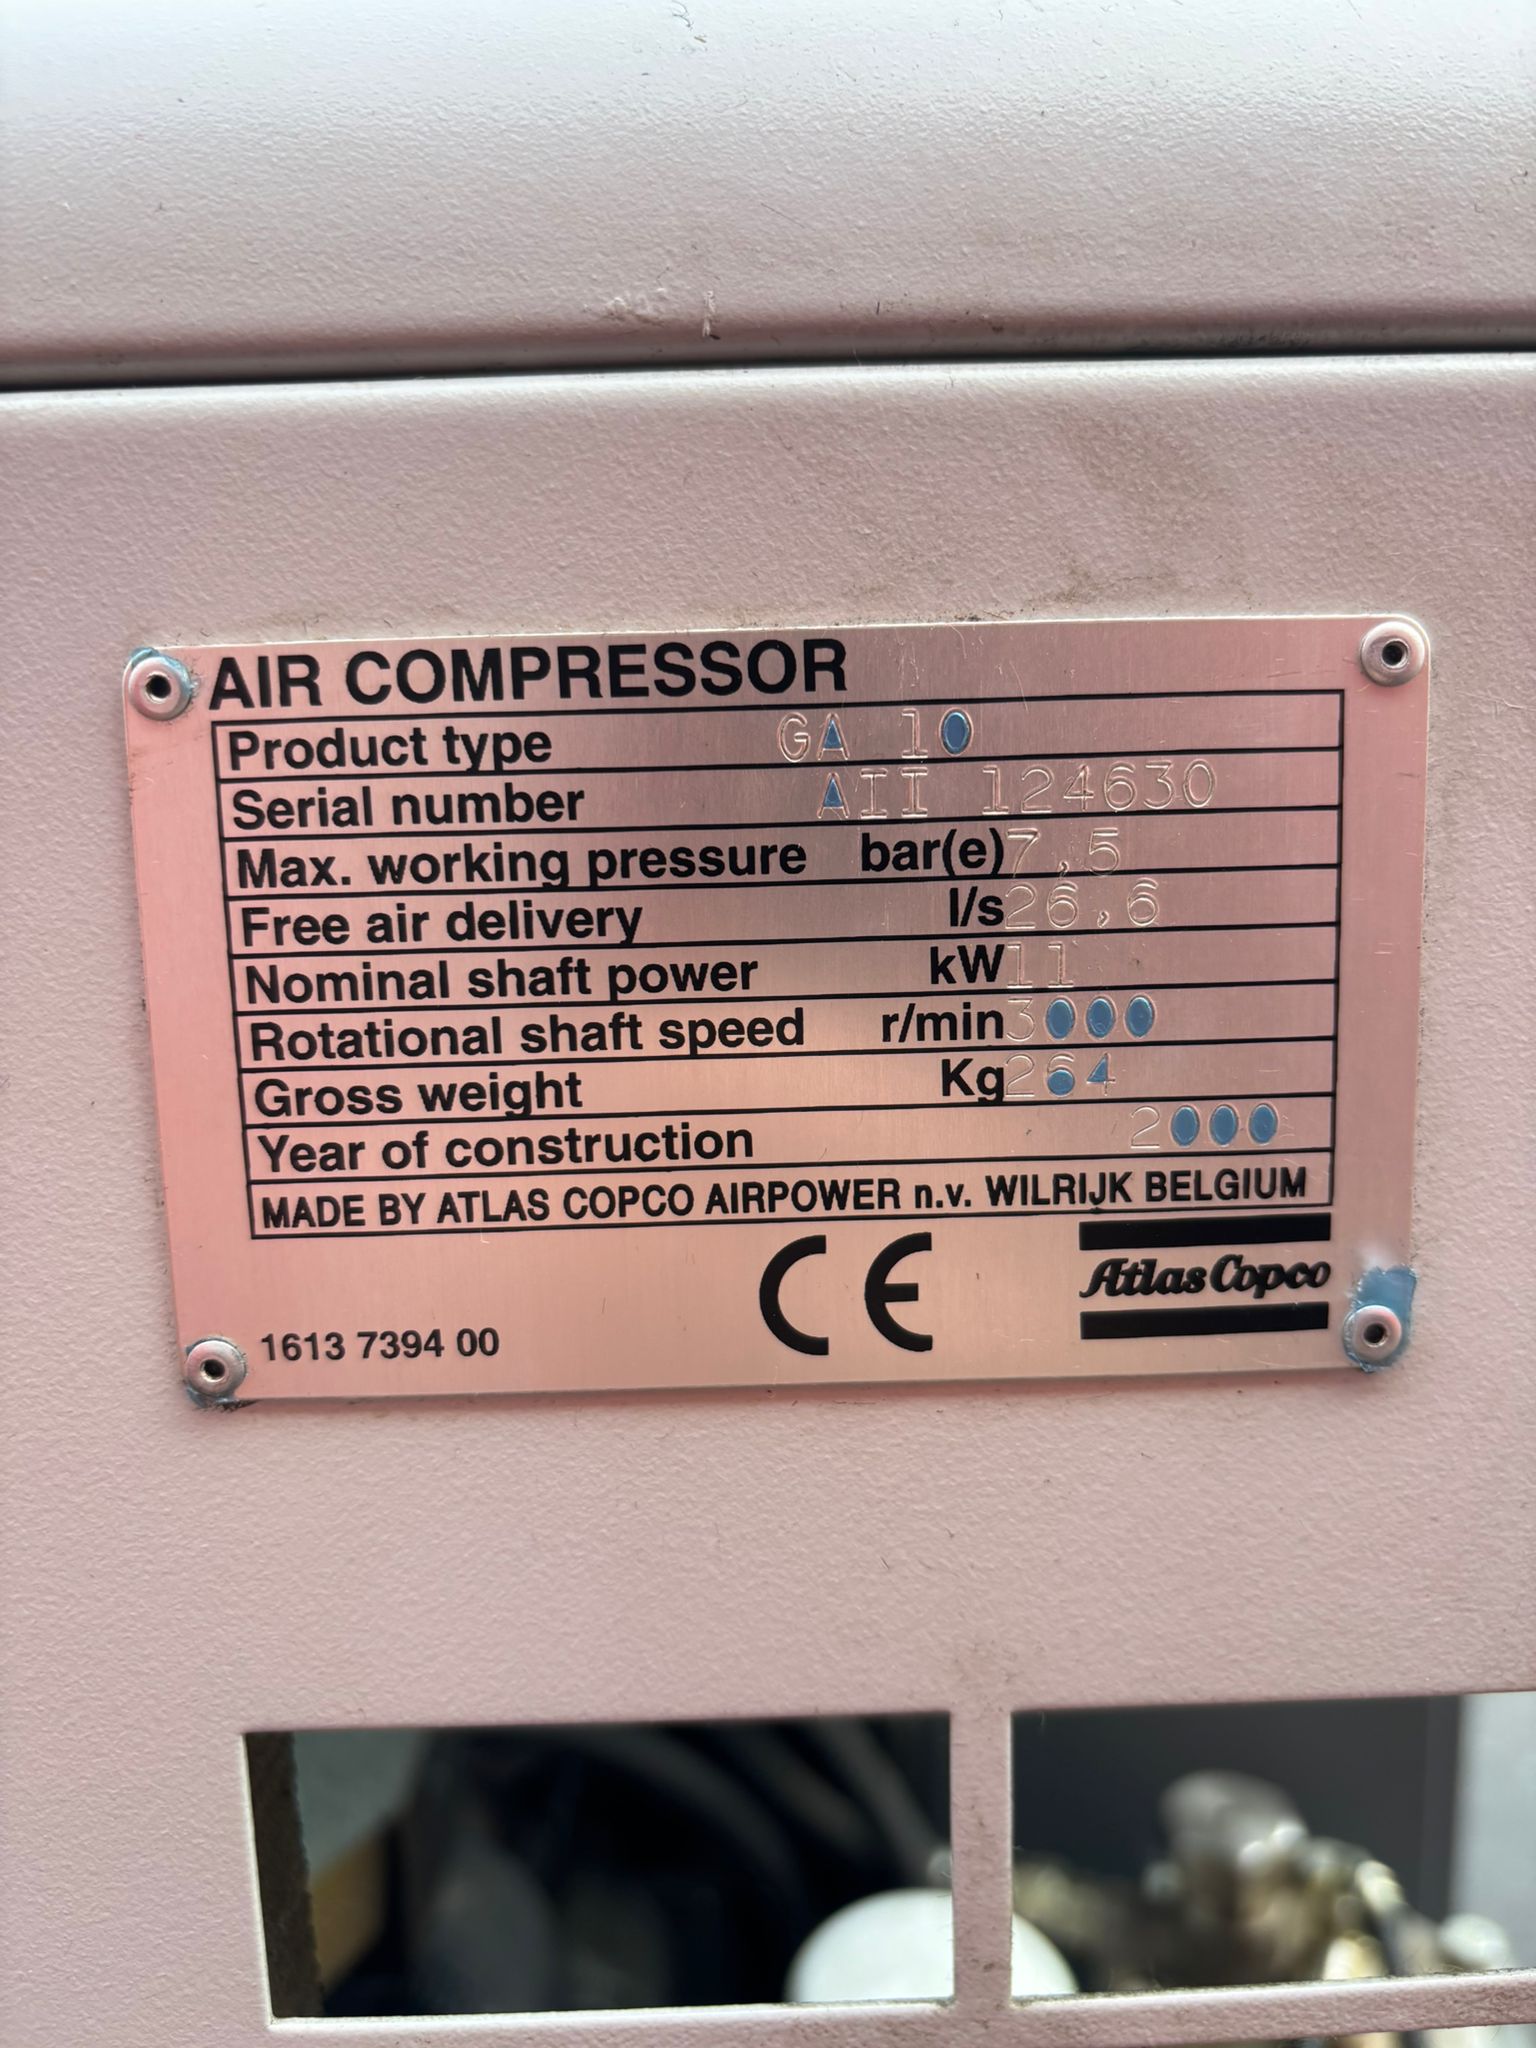 AIR COMPRESSOR
Product type GA 10
Serial number AII 124630
Max. working pressure bar(e) 7,5
Free air delivery l/s 26,6
Nominal shaft power kW 11
Rotational shaft speed r/min 3000
Gross weight Kg 264
Year of construction 2000
MADE BY ATLAS COPCO AIRPOWER n.v. WILRIJK BELGIUM
CE
Atlas Copco
1613 7394 00